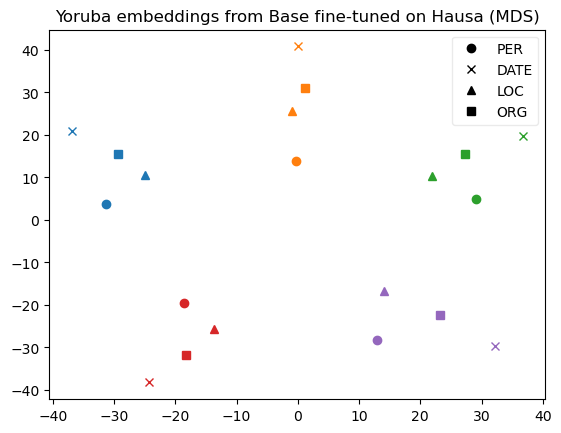 Yoruba embeddings from Base fine-tuned on Hausa (MDS)
PER
DATE
LOC
ORG
40
30
20
10
0
−10
−20
−30
−40
−40 −30 −20 −10 0 10 20 30 40